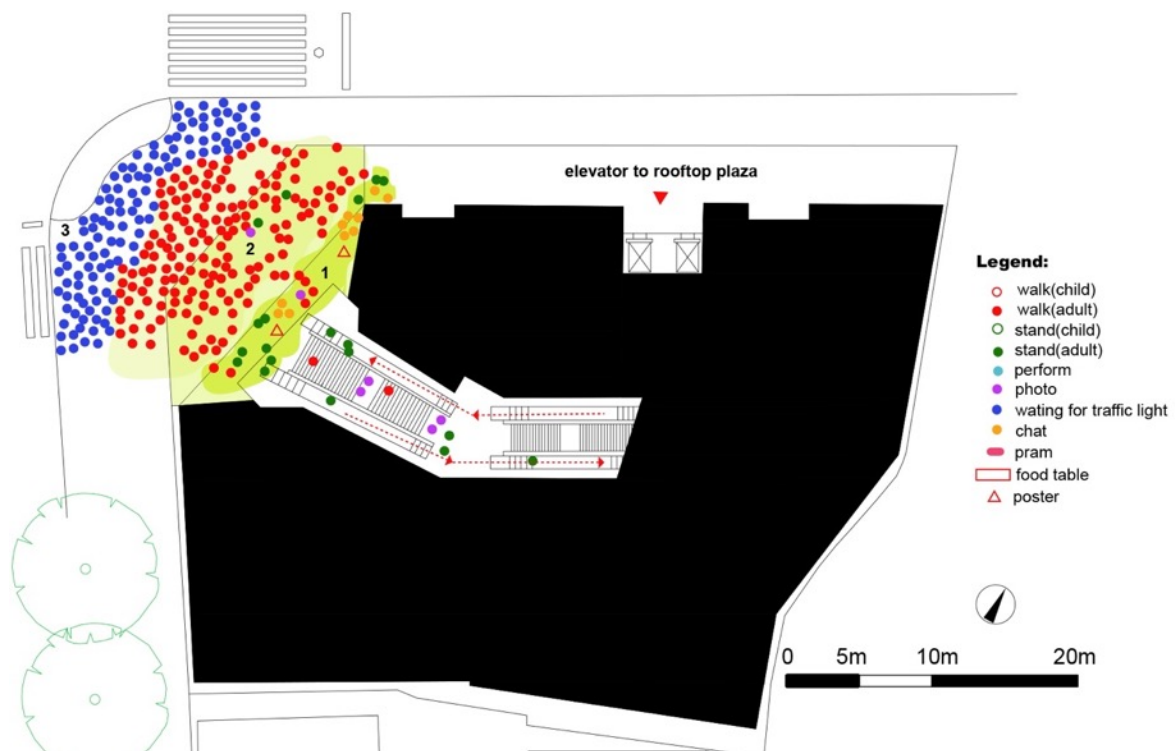 elevator to rooftop plaza
3
2
1
Legend:
walk(child)
walk(adult)
stand(child)
stand(adult)
perform
photo
wating for traffic light
chat
pram
food table
poster
0 5m 10m 20m